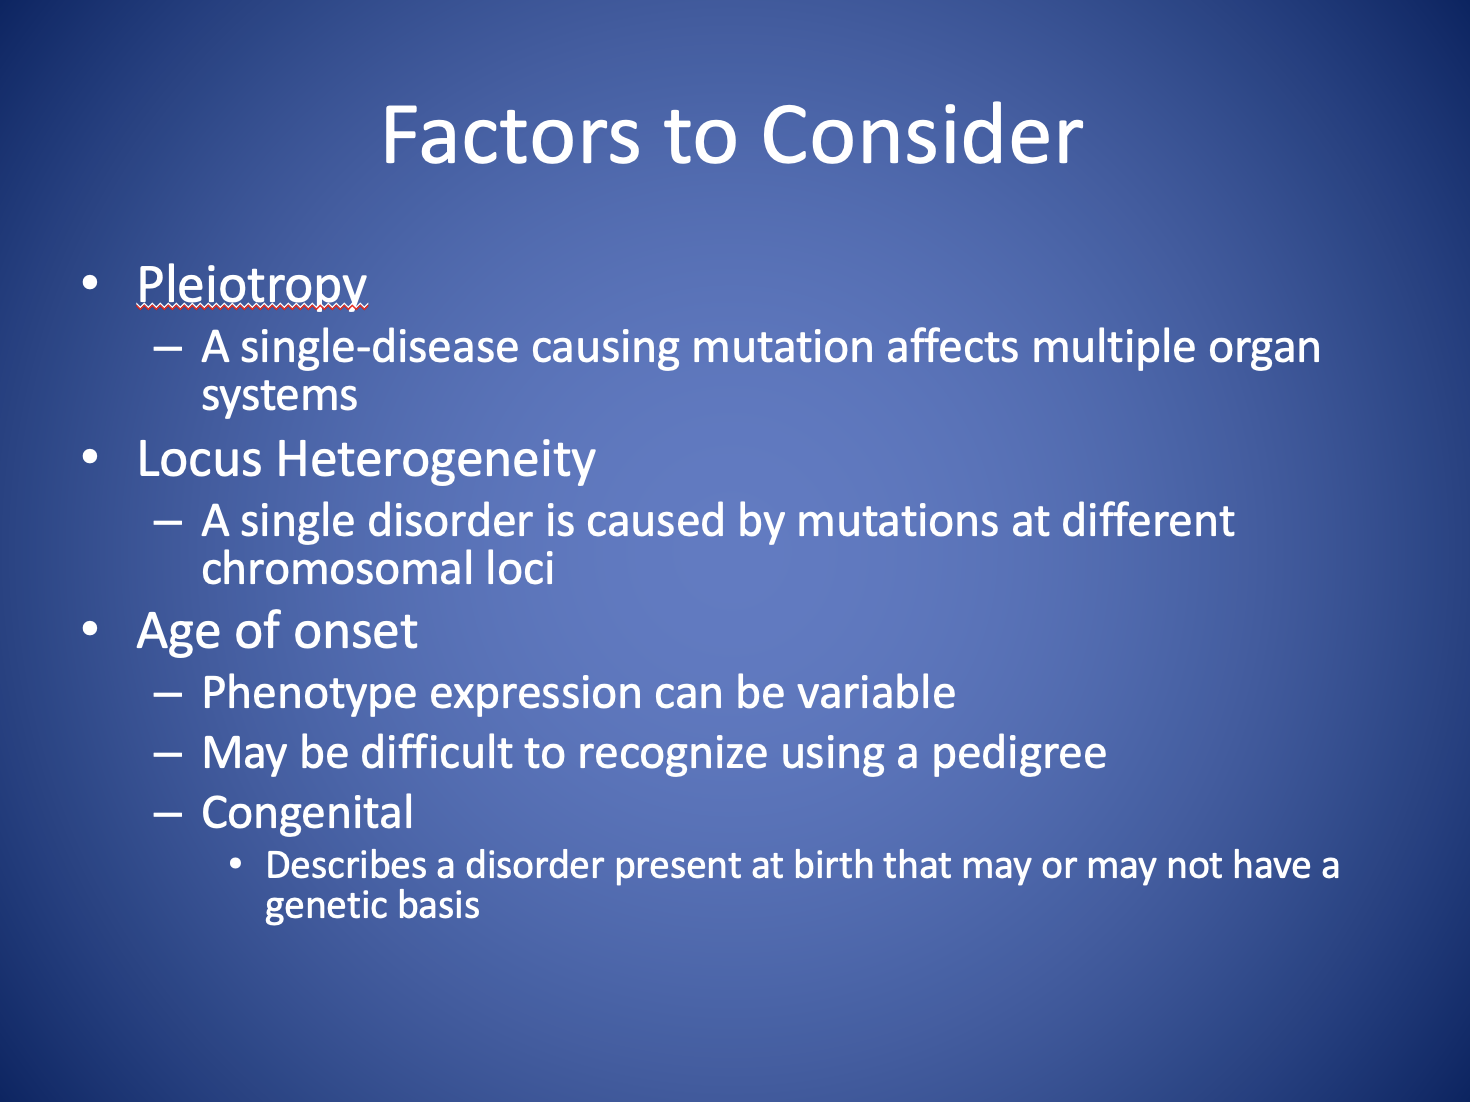 Factors to Consider
• Pleiotropy
– A single-disease causing mutation affects multiple organ
systems
• Locus Heterogeneity
– A single disorder is caused by mutations at different
chromosomal loci
• Age of onset
– Phenotype expression can be variable
– May be difficult to recognize using a pedigree
– Congenital
• Describes a disorder present at birth that may or may not have a
genetic basis